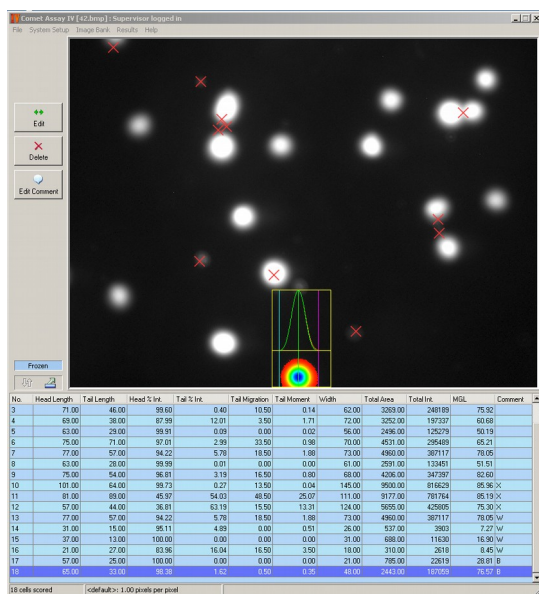 Comet Assay IV [42.bmp] : Supervisor logged in
File System Setup Image Bank Results Help
Edit
Delete
Edit Comment
Frozen
No. Head Length Tail Length Head % Int. Tail % Int. Tail Migration Tail Moment Width Total Area Total Int. MGL Comment
3 71.00 46.00 99.60 0.40 10.50 0.14 62.00 3269.00 248189 75.92
4 69.00 38.00 87.99 12.01 3.50 1.71 72.00 3252.00 197337 60.68
5 63.00 29.00 99.91 0.09 0.00 0.02 56.00 2496.00 125279 50.19
6 75.00 71.00 97.01 2.99 33.50 0.98 70.00 4531.00 295489 65.21
7 77.00 57.00 94.22 5.78 18.50 1.88 73.00 4960.00 387117 78.05
8 63.00 28.00 99.99 0.01 0.00 0.00 61.00 2591.00 133451 51.51
9 75.00 54.00 96.81 3.19 16.50 0.80 68.00 4206.00 347397 82.60
10 101.00 64.00 99.73 0.27 13.50 0.04 145.00 9500.00 816629 85.96 X
11 81.00 89.00 45.97 54.03 48.50 25.07 111.00 9177.00 781764 85.19 X
12 57.00 44.00 36.81 63.19 15.50 13.31 124.00 5655.00 425805 75.30 X
13 77.00 57.00 94.22 5.78 18.50 1.88 73.00 4960.00 387117 78.05 W
14 31.00 15.00 95.11 4.89 0.00 0.51 26.00 537.00 3903 7.27 W
15 37.00 13.00 100.00 0.00 0.00 0.00 31.00 688.00 11630 16.90 W
16 21.00 27.00 83.96 16.04 16.50 3.50 18.00 310.00 2618 8.45 W
17 57.00 25.00 100.00 0.00 0.00 0.00 21.00 785.00 22619 28.81 B
18 65.00 33.00 98.38 1.62 0.50 0.35 48.00 2443.00 187059 76.57 B
18 cells scored <default>: 1.00 pixels per pixel